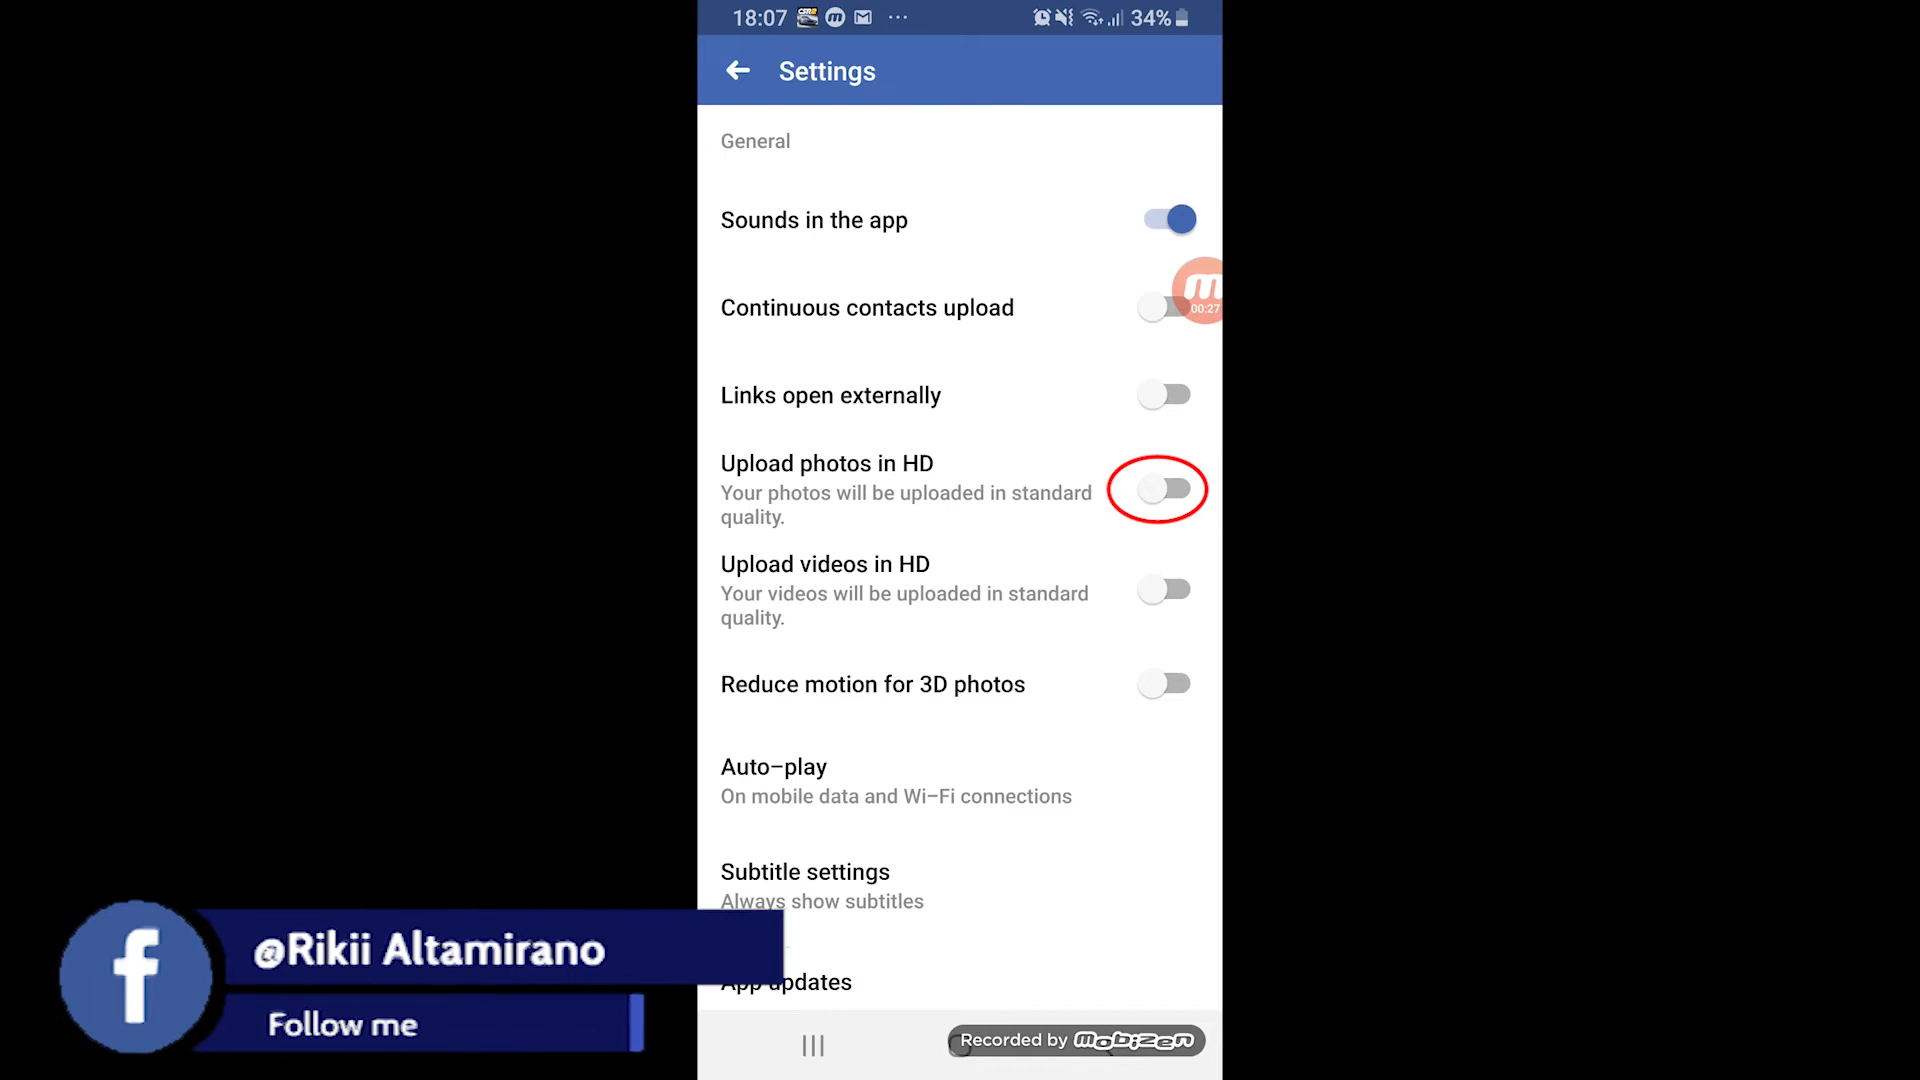 18:07
34%
Settings
General
Sounds in the app
00:27
Continuous contacts upload
Links open externally
Upload photos in HD
Your photos will be uploaded in standard
quality.
Upload videos in HD
Your videos will be uploaded in standard
quality.
Reduce motion for 3D photos
Auto-play
On mobile data and Wi-Fi connections
Subtitle settings
Always show subtitles
App updates
@Rikii Altamirano
Follow me
Recorded by mobizen